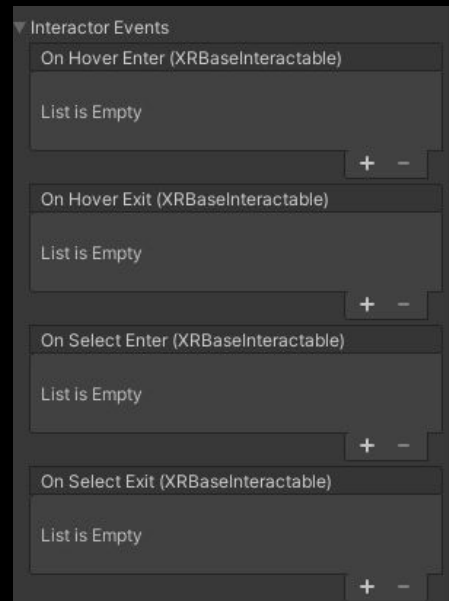 Interactor Events
On Hover Enter (XRBaseInteractable)
List is Empty
+ −
On Hover Exit (XRBaseInteractable)
List is Empty
+ −
On Select Enter (XRBaseInteractable)
List is Empty
+ −
On Select Exit (XRBaseInteractable)
List is Empty
+ −